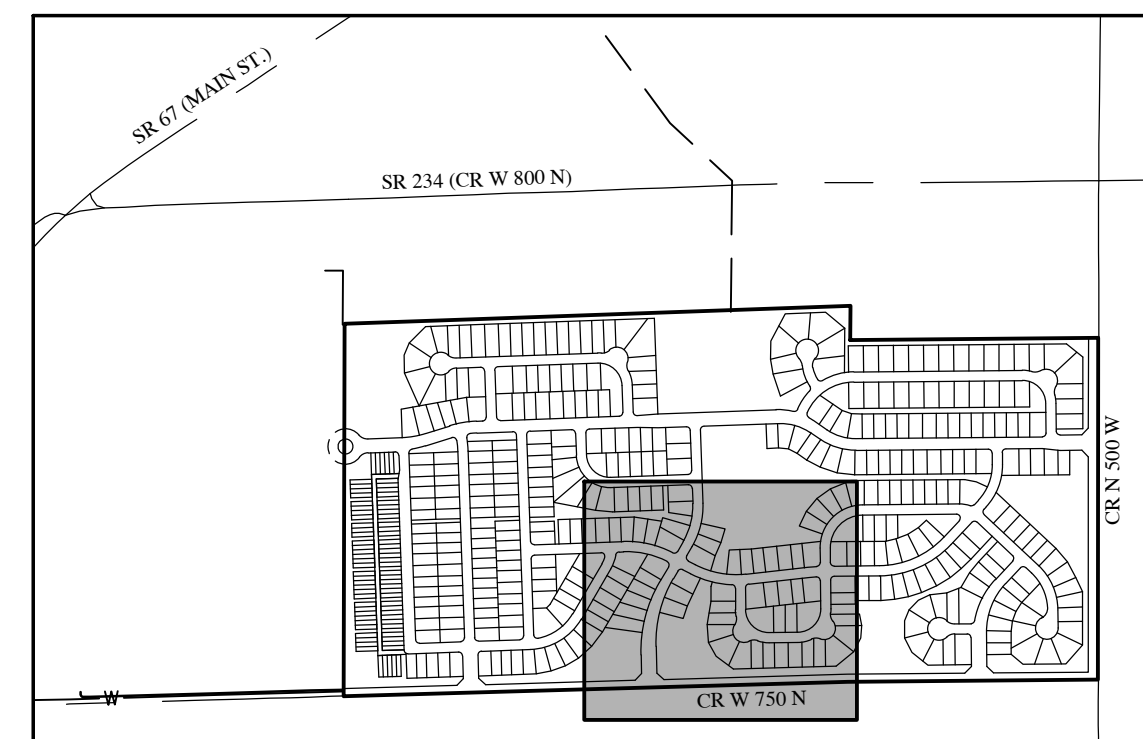 SR 67 (MAIN ST.)
SR 234 (CR W 800 N)
CR N 500 W
W
CR W 750 N